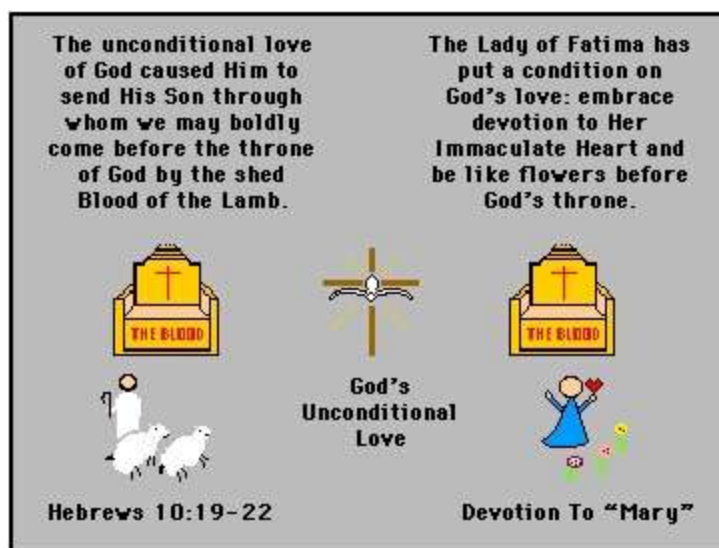 The unconditional love
of God caused Him to
send His Son through
whom we may boldly
come before the throne
of God by the shed
Blood of the Lamb.
The Lady of Fatima has
put a condition on
God's love: embrace
devotion to Her
Immaculate Heart and
be like flowers before
God's throne.
THE BLOOD
THE BLOOD
God's
Unconditional
Love
Hebrews 10:19-22
Devotion To "Mary"